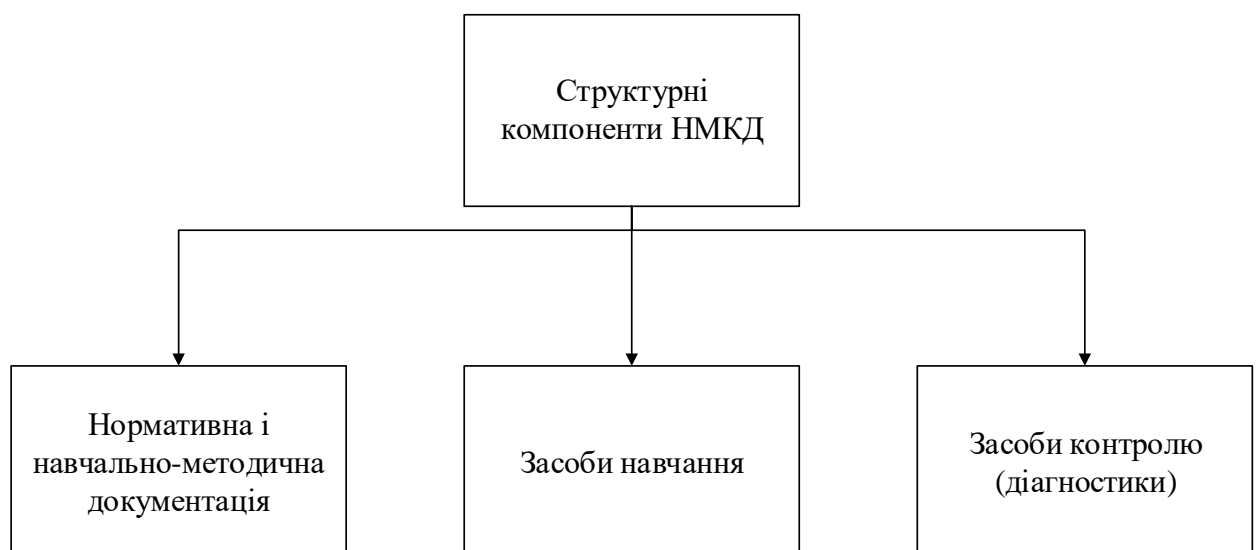 Структурні
компоненти НМКД
Нормативна і
навчально-методична
документація
Засоби навчання
Засоби контролю
(діагностики)